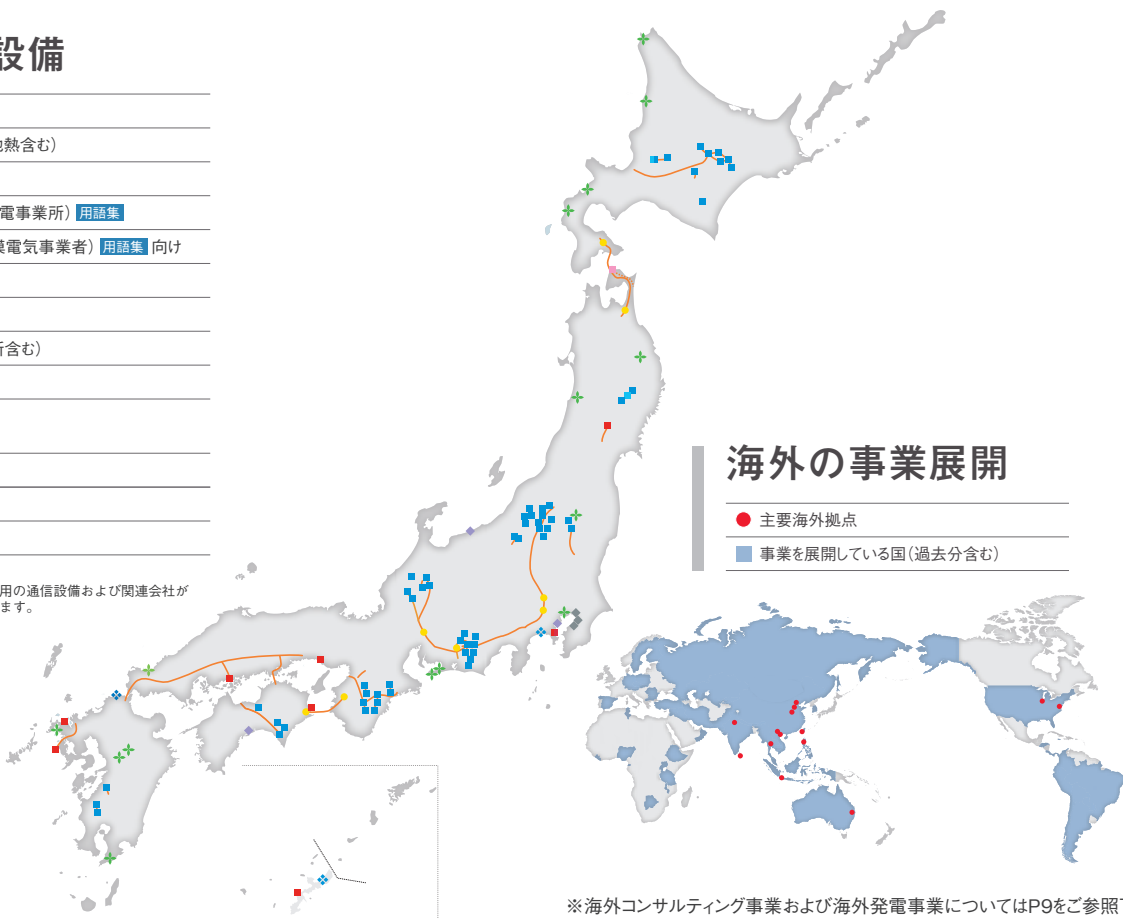 設備
熱含む）
電事業所） 用語集
電気事業者） 用語集 向け
所含む）
用の通信設備および関連会社が
ます。
海外の事業展開
主要海外拠点
事業を展開している国（過去分含む）
※海外コンサルティング事業および海外発電事業についてはP9をご参照